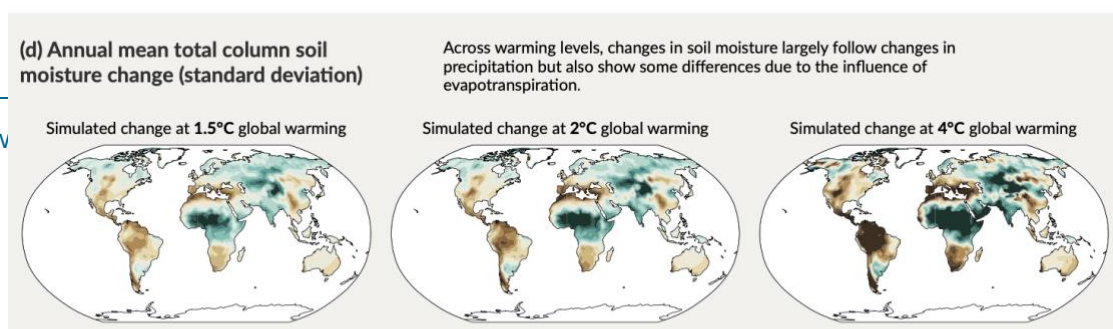 (d) Annual mean total column soil
moisture change (standard deviation)
Across warming levels, changes in soil moisture largely follow changes in
precipitation but also show some differences due to the influence of
evapotranspiration.
Simulated change at 1.5°C global warming
Simulated change at 2°C global warming
Simulated change at 4°C global warming